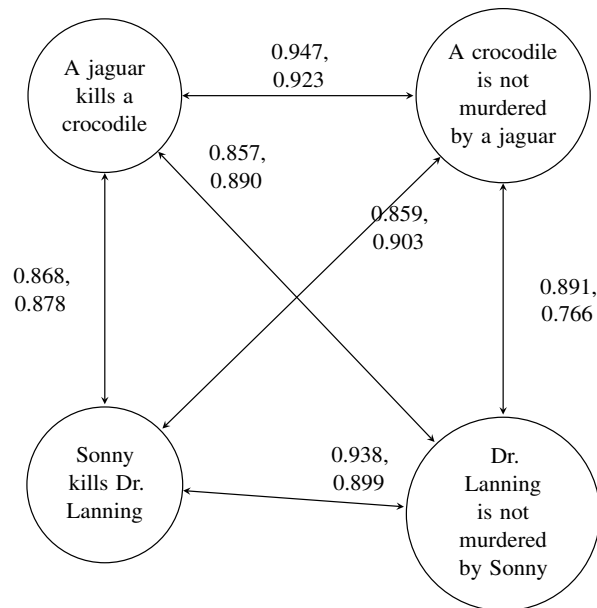 A jaguar
kills a
crocodile
0.947,
0.923
A crocodile
is not
murdered
by a jaguar
0.857,
0.890
0.859,
0.903
0.868,
0.878
0.891,
0.766
Sonny
kills Dr.
Lanning
0.938,
0.899
Dr.
Lanning
is not
murdered
by Sonny